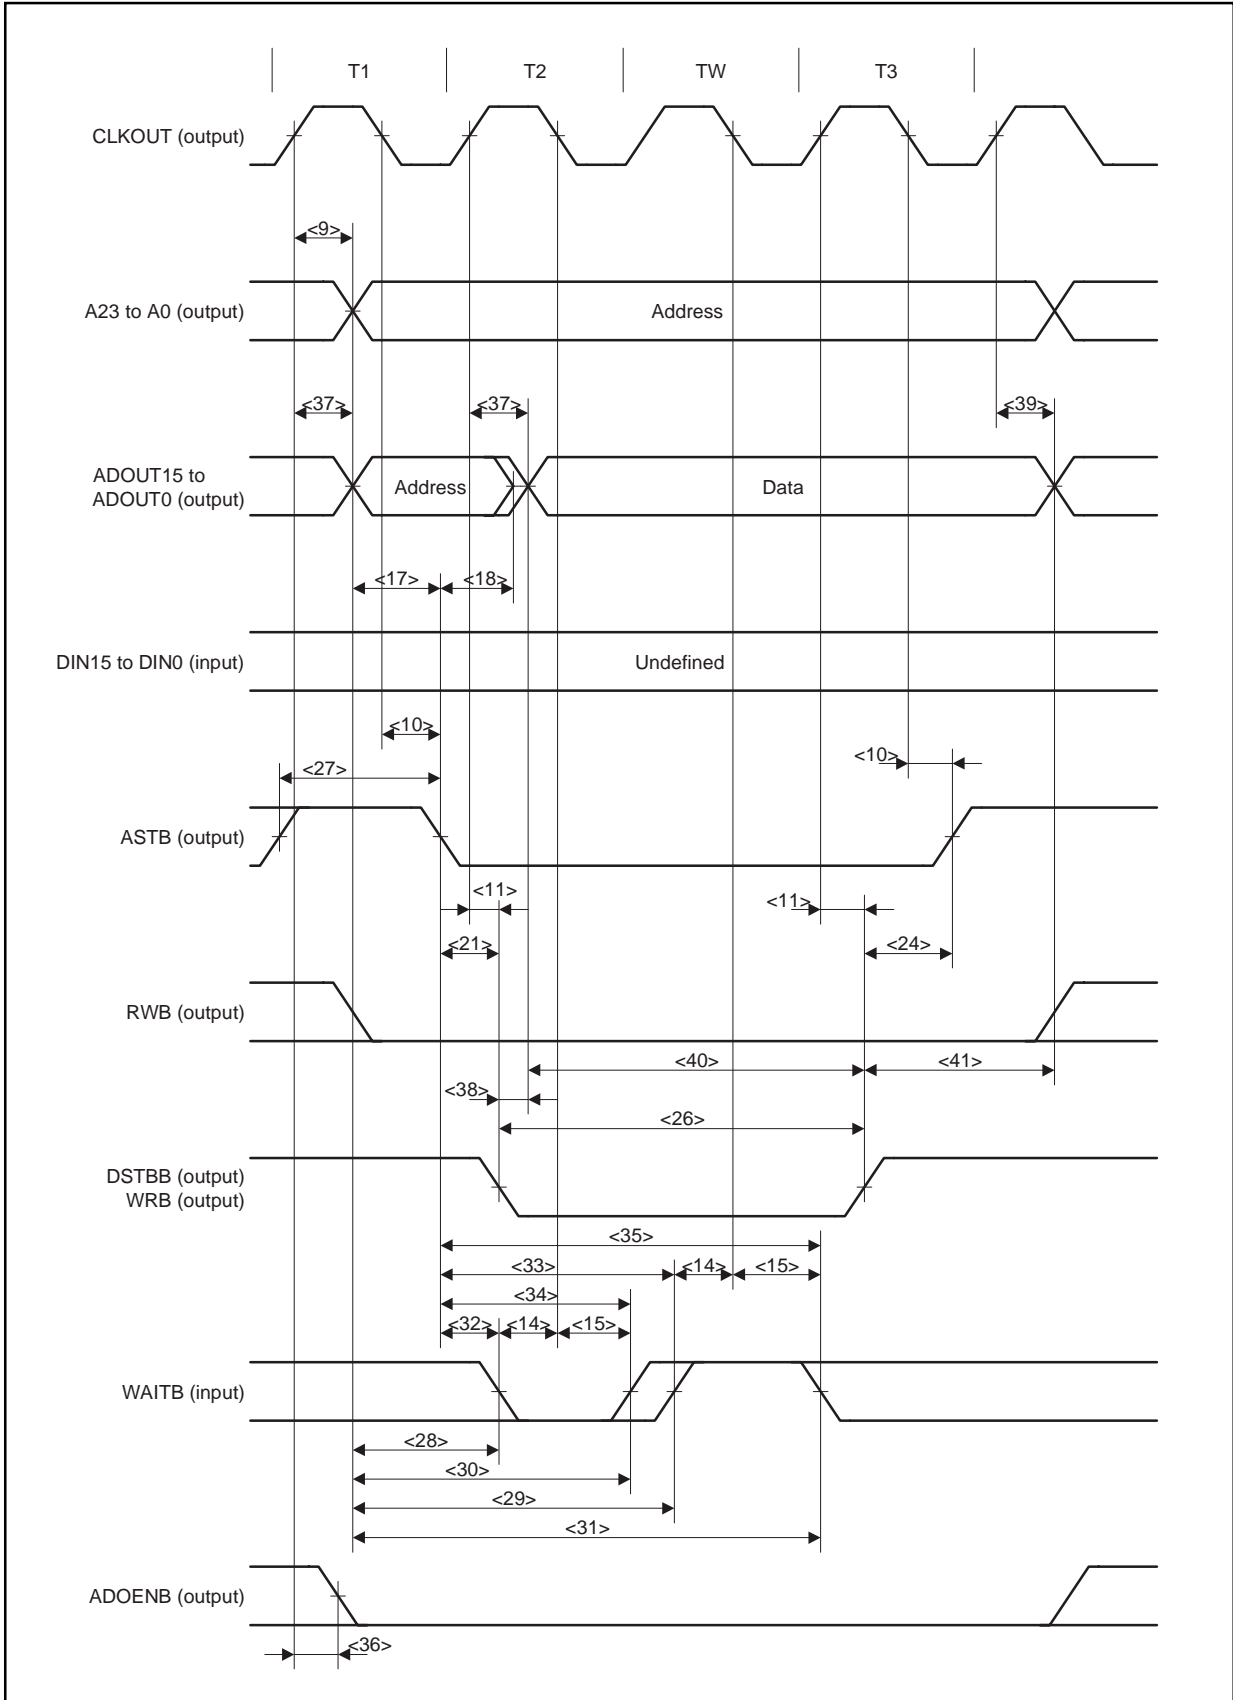 T1 T2 TW T3
CLKOUT (output)
<9>
A23 to A0 (output) Address
<37> <37> <39>
ADOUT15 to
ADOUT0 (output) Address Data
<17> <18>
DIN15 to DIN0 (input) Undefined
<10> <10>
<27>
ASTB (output)
<11> <11>
<21> <24>
RWB (output)
<40> <41>
<38>
<26>
DSTBB (output)
WRB (output)
<35>
<33> <14> <15>
<34>
<32> <14> <15>
WAITB (input)
<28>
<30>
<29>
<31>
ADOENB (output)
<36>